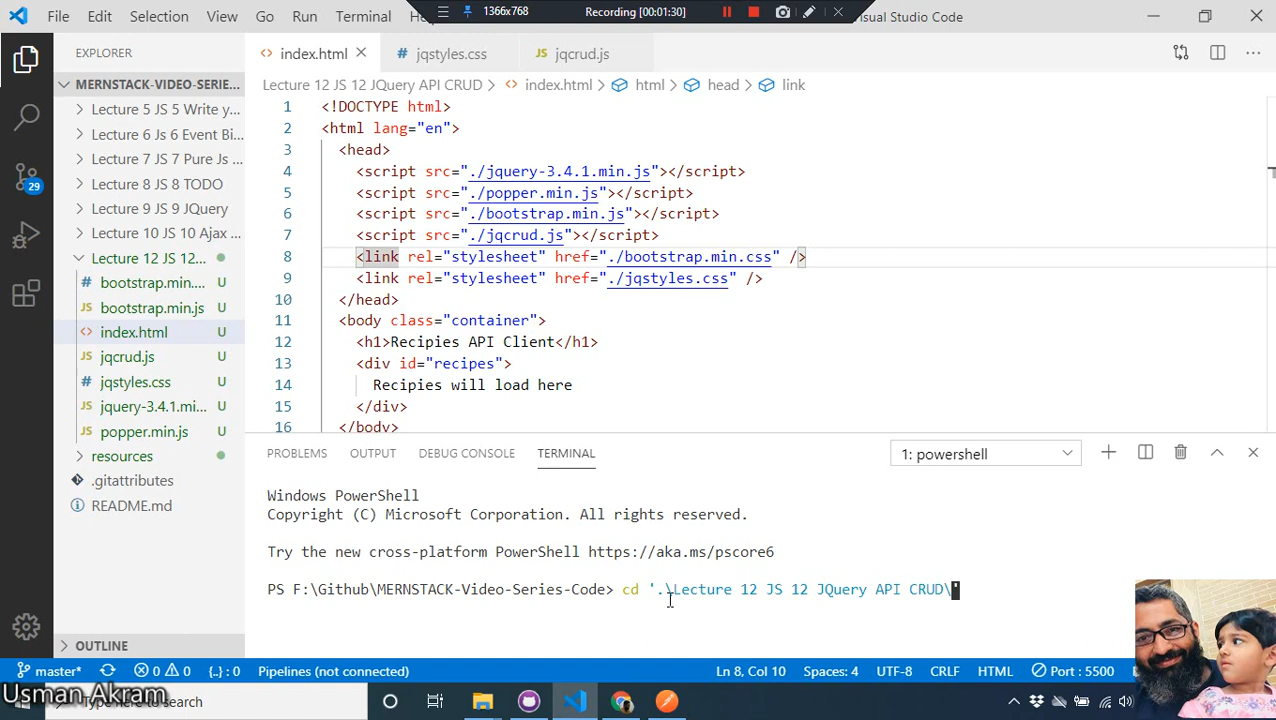 File Edit Selection View Go Run Terminal
1366x768
Recording [00:01:30]
Visual Studio Code
EXPLORER
MERNSTACK-VIDEO-SERIE...
Lecture 5 JS 5 Write y...
Lecture 6 Js 6 Event Bi...
Lecture 7 JS 7 Pure Js ...
Lecture 8 JS 8 TODO
Lecture 9 JS 9 JQuery
Lecture 10 JS 10 Ajax ...
Lecture 12 JS 12...
bootstrap.min.... U
JS bootstrap.min.js U
<> index.html U
JS jqcrud.js U
# jqstyles.css U
JS jquery-3.4.1.mi... U
JS popper.min.js U
resources
.gitattributes
README.md
OUTLINE
29
<> index.html
# jqstyles.css
JS jqcrud.js
Lecture 12 JS 12 JQuery API CRUD > <> index.html > html > head > link
1 <!DOCTYPE html>
2 <html lang="en">
3 <head>
4 <script src="./jquery-3.4.1.min.js"></script>
5 <script src="./popper.min.js"></script>
6 <script src="./bootstrap.min.js"></script>
7 <script src="./jqcrud.js"></script>
8 <link rel="stylesheet" href="./bootstrap.min.css" />
9 <link rel="stylesheet" href="./jqstyles.css" />
10 </head>
11 <body class="container">
12 <h1>Recipies API Client</h1>
13 <div id="recipes">
14 Recipies will load here
15 </div>
16 </body>
PROBLEMS OUTPUT DEBUG CONSOLE TERMINAL
1: powershell
Windows PowerShell
Copyright (C) Microsoft Corporation. All rights reserved.
Try the new cross-platform PowerShell https://aka.ms/pscore6
PS F:\Github\MERNSTACK-Video-Series-Code> cd '.\Lecture 12 JS 12 JQuery API CRUD\'
master* 0 0 {..} : 0 Pipelines (not connected) Ln 8, Col 10 Spaces: 4 UTF-8 CRLF HTML Port : 5500
Usman Akram
Type here to search